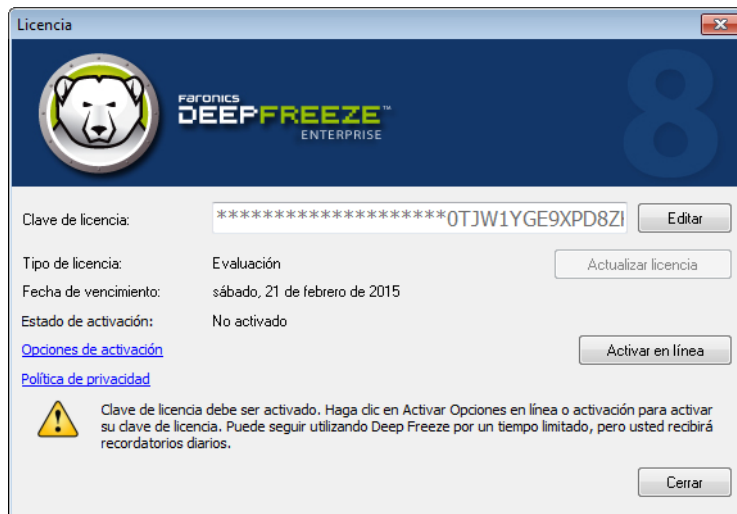 Licencia
8
FARONICS
DEEPFREEZE™
ENTERPRISE
Clave de licencia:
********************0TJW1YGE9XPD8Z
Editar
Tipo de licencia:
Evaluación
Actualizar licencia
Fecha de vencimiento:
sábado, 21 de febrero de 2015
Estado de activación:
No activado
Opciones de activación
Activar en línea
Política de privacidad
Clave de licencia debe ser activado. Haga clic en Activar Opciones en línea o activación para activar
su clave de licencia. Puede seguir utilizando Deep Freeze por un tiempo limitado, pero usted recibirá
recordatorios diarios.
Cerrar